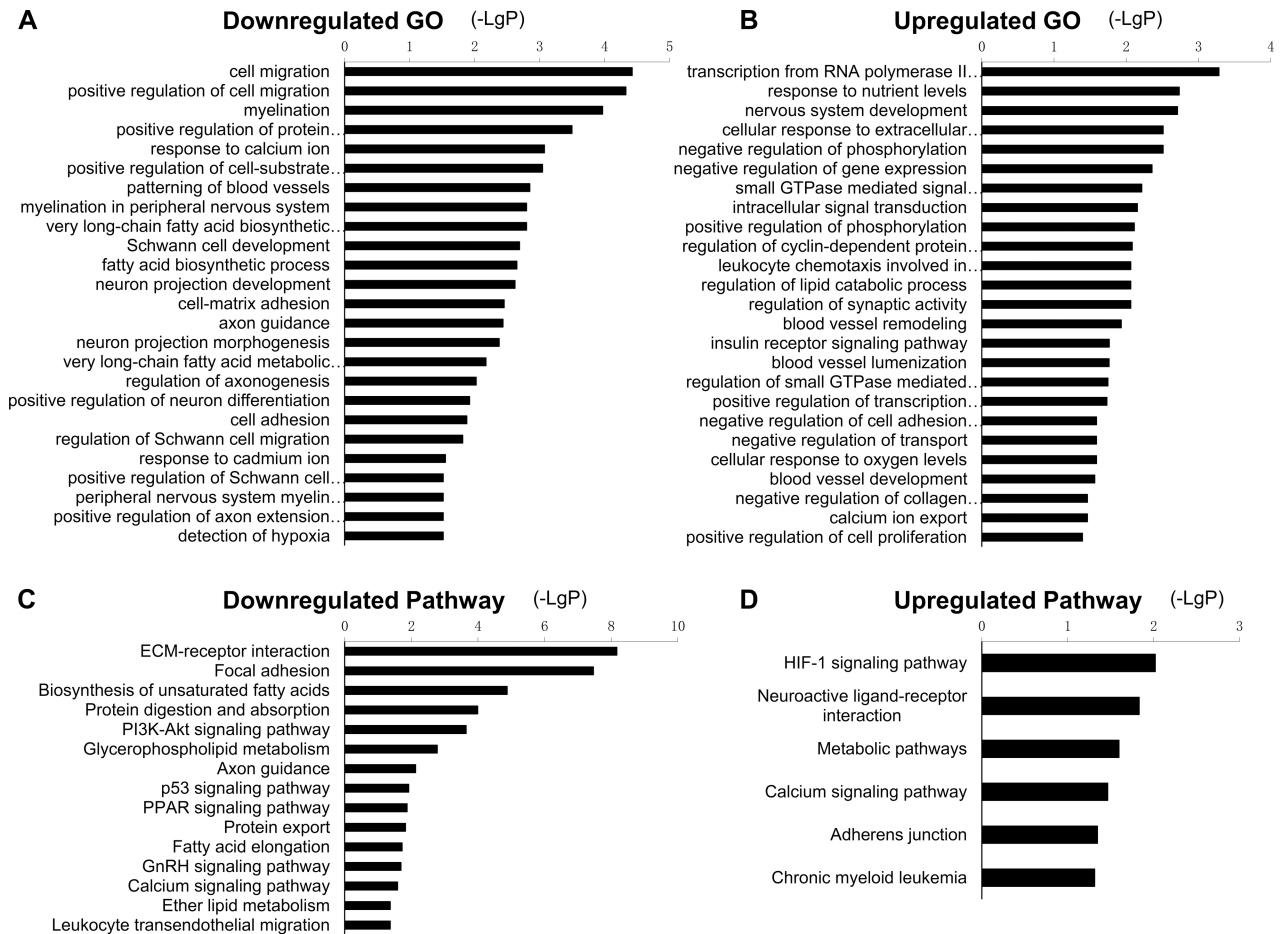 A Downregulated GO (-LgP)
0 1 2 3 4 5
cell migration
positive regulation of cell migration
myelination
positive regulation of protein…
response to calcium ion
positive regulation of cell-substrate…
patterning of blood vessels
myelination in peripheral nervous system
very long-chain fatty acid biosynthetic…
Schwann cell development
fatty acid biosynthetic process
neuron projection development
cell-matrix adhesion
axon guidance
neuron projection morphogenesis
very long-chain fatty acid metabolic…
regulation of axonogenesis
positive regulation of neuron differentiation
cell adhesion
regulation of Schwann cell migration
response to cadmium ion
positive regulation of Schwann cell…
peripheral nervous system myelin…
positive regulation of axon extension…
detection of hypoxia
B Upregulated GO (-LgP)
0 1 2 3 4
transcription from RNA polymerase II…
response to nutrient levels
nervous system development
cellular response to extracellular…
negative regulation of phosphorylation
negative regulation of gene expression
small GTPase mediated signal…
intracellular signal transduction
positive regulation of phosphorylation
regulation of cyclin-dependent protein…
leukocyte chemotaxis involved in…
regulation of lipid catabolic process
regulation of synaptic activity
blood vessel remodeling
insulin receptor signaling pathway
blood vessel lumenization
regulation of small GTPase mediated…
positive regulation of transcription…
negative regulation of cell adhesion…
negative regulation of transport
cellular response to oxygen levels
blood vessel development
negative regulation of collagen…
calcium ion export
positive regulation of cell proliferation
C Downregulated Pathway (-LgP)
0 2 4 6 8 10
ECM-receptor interaction
Focal adhesion
Biosynthesis of unsaturated fatty acids
Protein digestion and absorption
PI3K-Akt signaling pathway
Glycerophospholipid metabolism
Axon guidance
p53 signaling pathway
PPAR signaling pathway
Protein export
Fatty acid elongation
GnRH signaling pathway
Calcium signaling pathway
Ether lipid metabolism
Leukocyte transendothelial migration
D Upregulated Pathway (-LgP)
0 1 2 3
HIF-1 signaling pathway
Neuroactive ligand-receptor
interaction
Metabolic pathways
Calcium signaling pathway
Adherens junction
Chronic myeloid leukemia